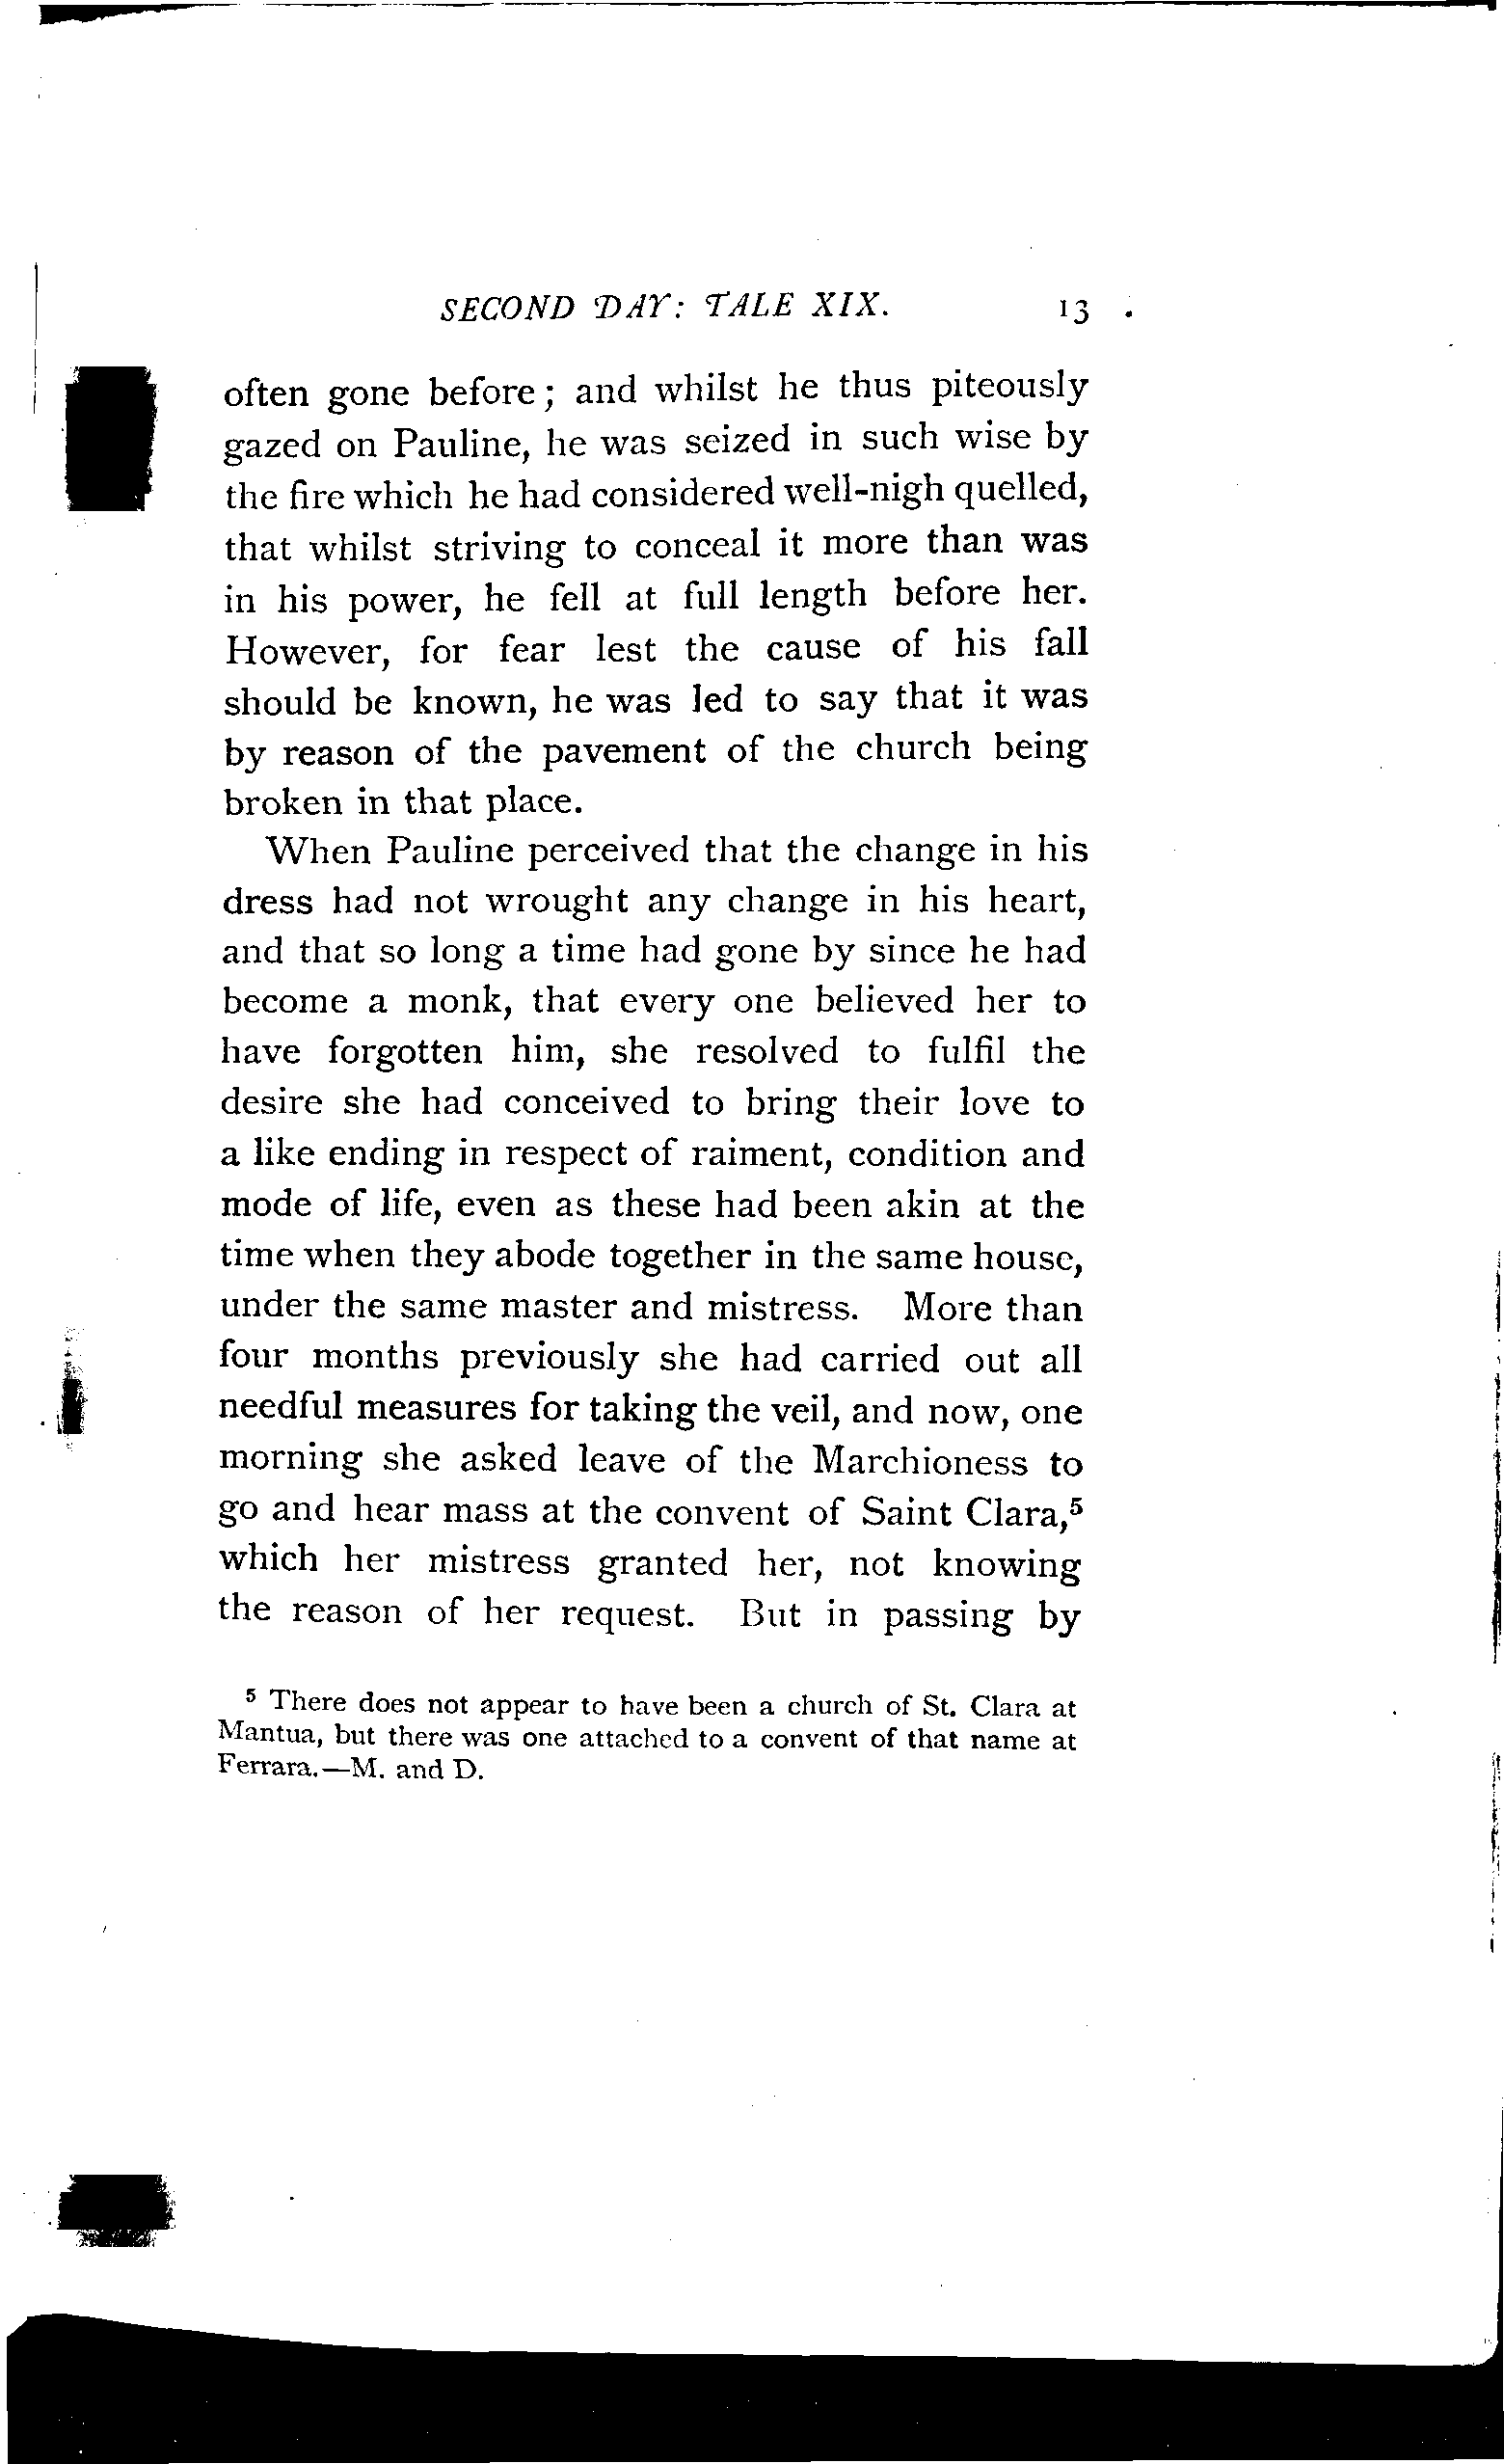 SECOND DAY: TALE XIX. 13
often gone before; and whilst he thus piteously
gazed on Pauline, he was seized in such wise by
the fire which he had considered well-nigh quelled,
that whilst striving to conceal it more than was
in his power, he fell at full length before her.
However, for fear lest the cause of his fall
should be known, he was led to say that it was
by reason of the pavement of the church being
broken in that place.
When Pauline perceived that the change in his
dress had not wrought any change in his heart,
and that so long a time had gone by since he had
become a monk, that every one believed her to
have forgotten him, she resolved to fulfil the
desire she had conceived to bring their love to
a like ending in respect of raiment, condition and
mode of life, even as these had been akin at the
time when they abode together in the same house,
under the same master and mistress. More than
four months previously she had carried out all
needful measures for taking the veil, and now, one
morning she asked leave of the Marchioness to
go and hear mass at the convent of Saint Clara,⁵
which her mistress granted her, not knowing
the reason of her request. But in passing by
⁵ There does not appear to have been a church of St. Clara at
Mantua, but there was one attached to a convent of that name at
Ferrara.—M. and D.